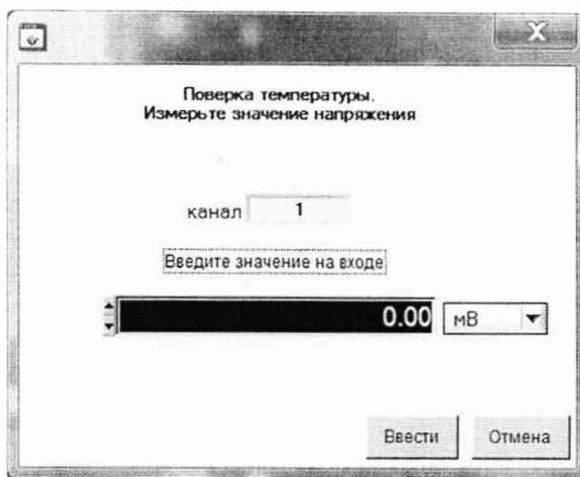 Поверка температуры.
Измерьте значение напряжения
канал 1
Введите значение на входе
0.00 мВ
Ввести Отмена